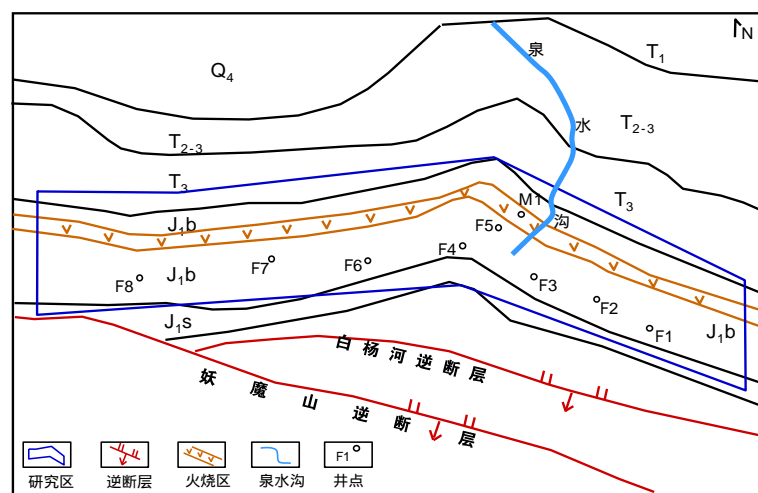 N
泉
T1
Q4
水
T2-3
T2-3
T3
M1
T3
J1b
F5
沟
F4
J1b
F7
F6
F8
F3
F2
J1s
F1
J1b
白杨河逆断层
妖魔山逆断层
F1
研究区
逆断层
火烧区
泉水沟
井点